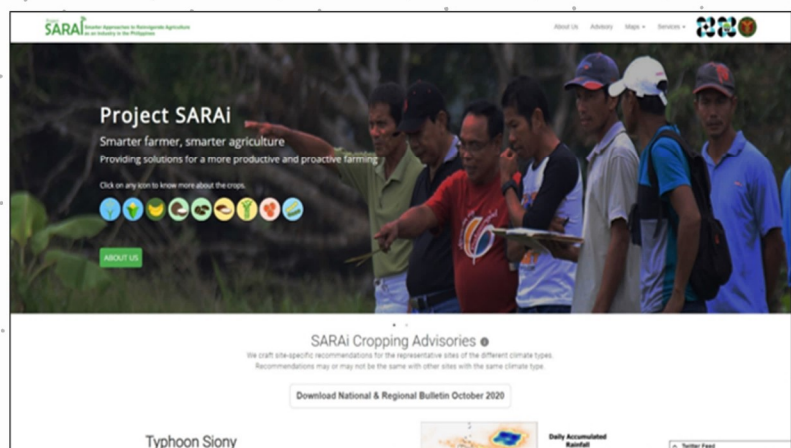 Project
SARAi Smarter Approaches to Reinvigorate Agriculture
as an Industry in the Philippines
About Us Advisory Maps Services
Project SARAi
Smarter farmer, smarter agriculture
Providing solutions for a more productive and proactive farming
Click on any icon to know more about the crops.
ABOUT US
SARAi Cropping Advisories
We craft site-specific recommendations for the representative sites of the different climate types.
Recommendations may or may not be the same with other sites with the same climate type.
Download National & Regional Bulletin October 2020
Typhoon Siony
Daily Accumulated
Rainfall
Twitter Feed